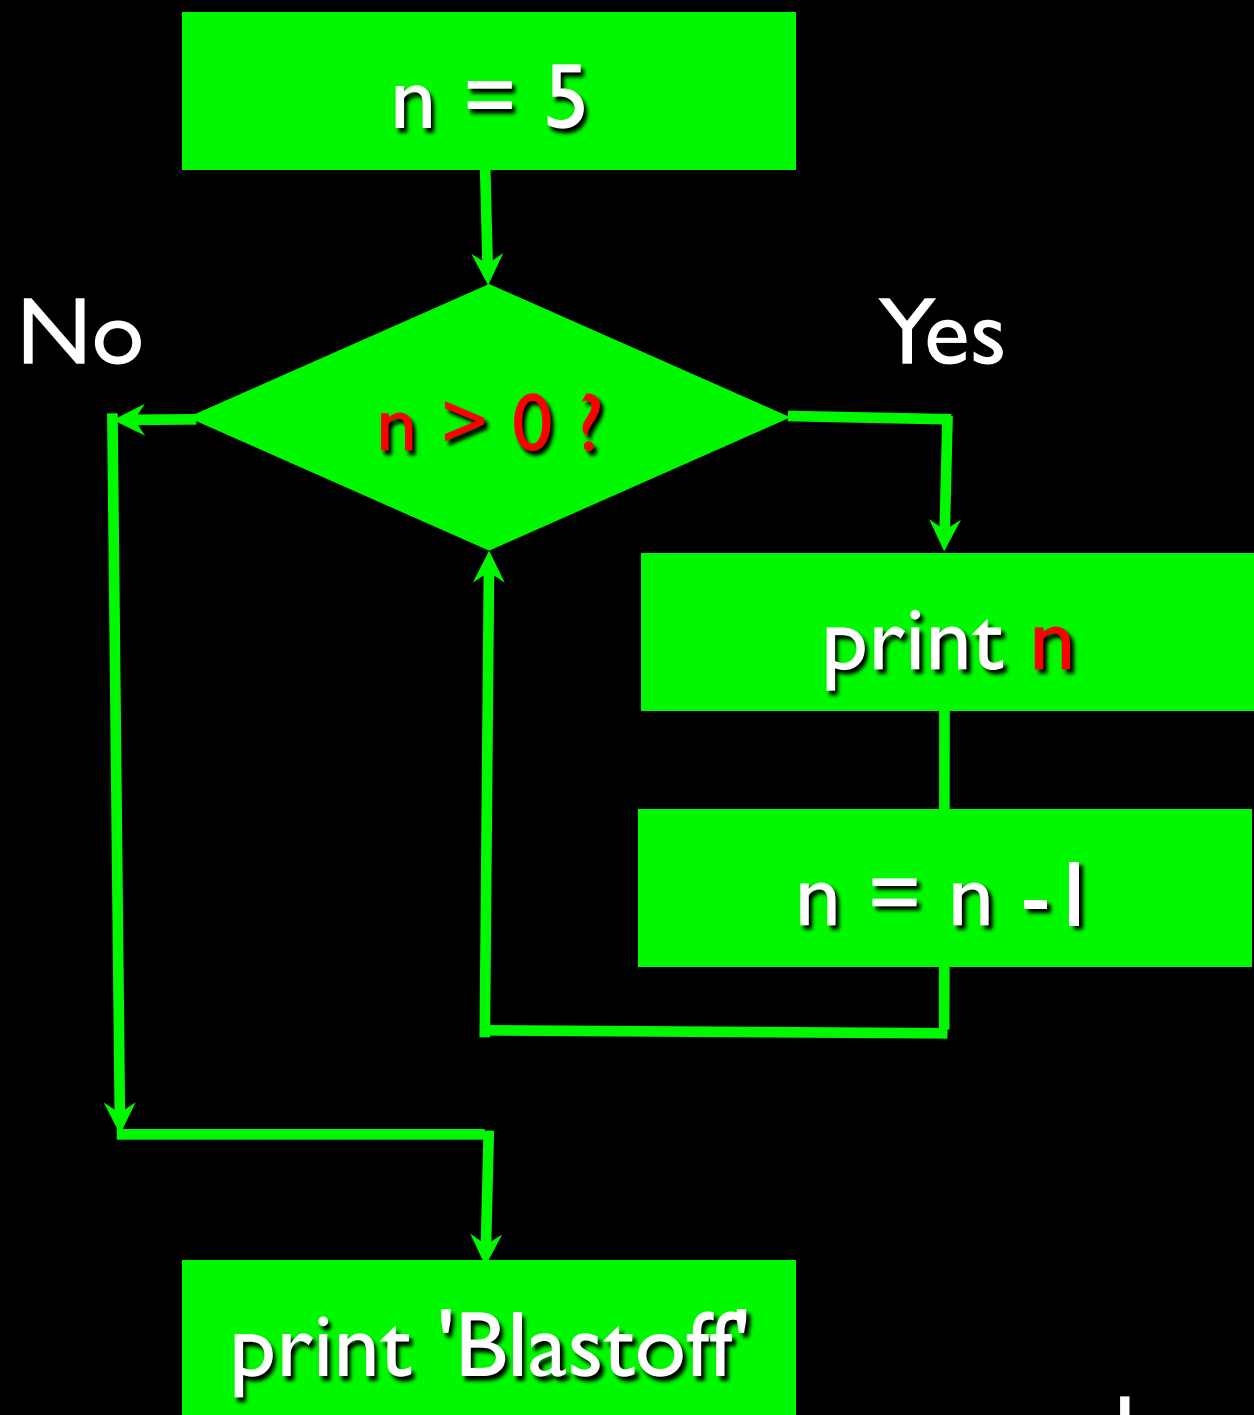 n = 5
No
Yes
n > 0 ?
print n
n = n -1
print 'Blastoff'